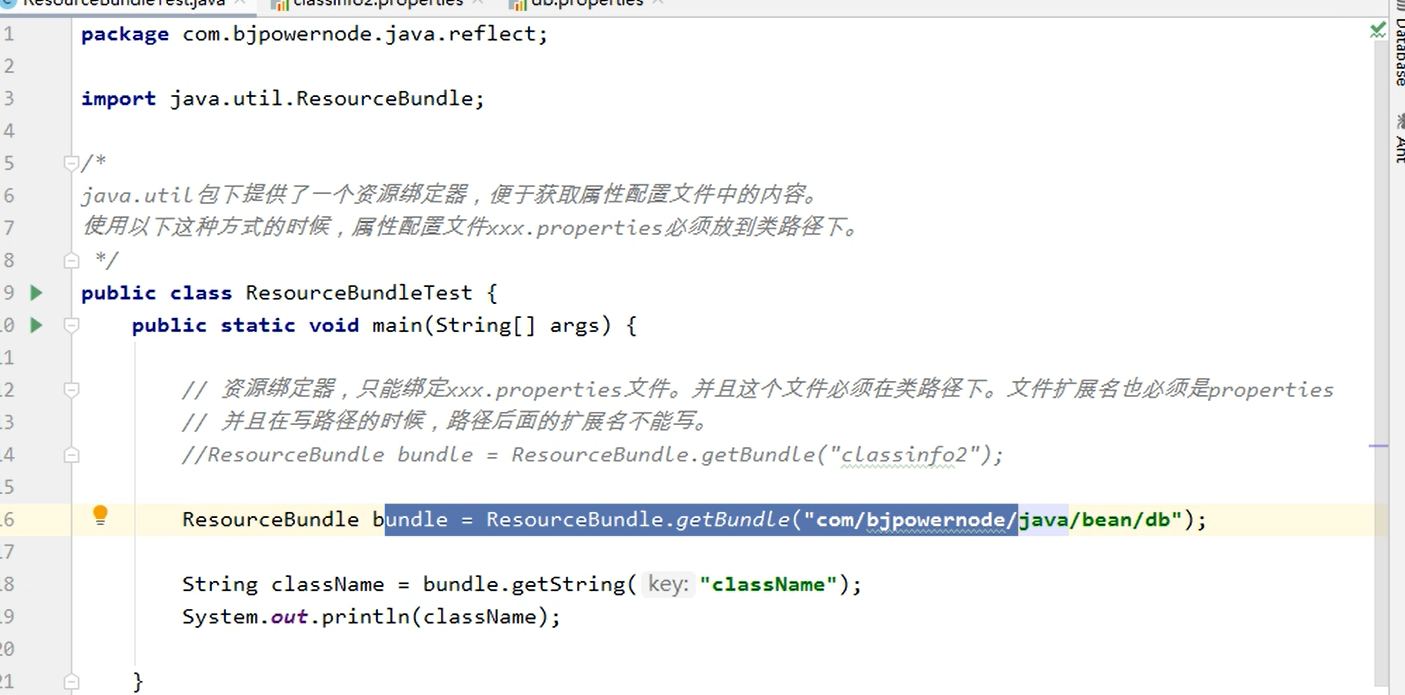 ResourceBundleTest.java classinfo2.properties db.properties
1 package com.bjpowernode.java.reflect;
2
3 import java.util.ResourceBundle;
4
5 /*
6 java.util包下提供了一个资源绑定器，便于获取属性配置文件中的内容。
7 使用以下这种方式的时候，属性配置文件xxx.properties必须放到类路径下。
8 */
9 public class ResourceBundleTest {
10 public static void main(String[] args) {
11
12 // 资源绑定器，只能绑定xxx.properties文件。并且这个文件必须在类路径下。文件扩展名也必须是properties
13 // 并且在写路径的时候，路径后面的扩展名不能写。
14 //ResourceBundle bundle = ResourceBundle.getBundle("classinfo2");
15
16 ResourceBundle bundle = ResourceBundle.getBundle("com/bjpowernode/java/bean/db");
17
18 String className = bundle.getString( key: "className");
19 System.out.println(className);
20
21 }
Database
Ant